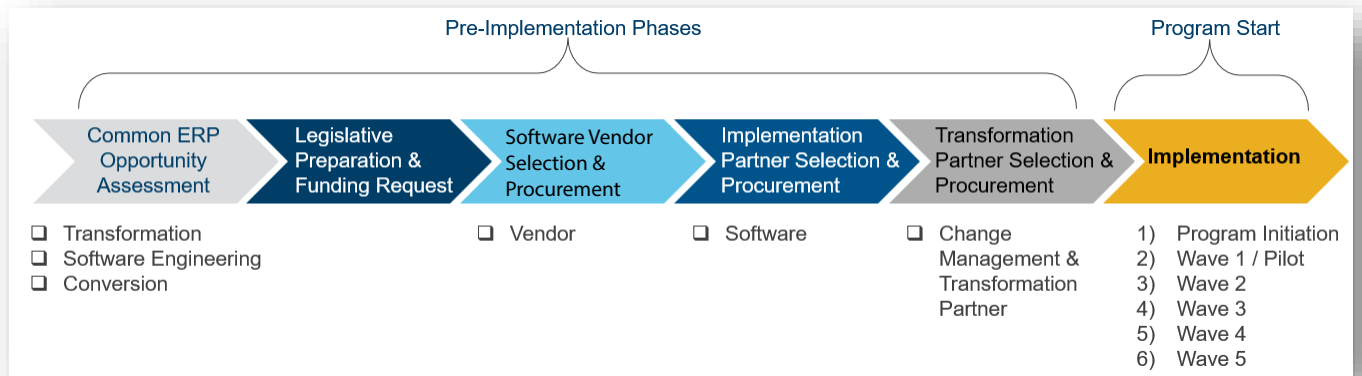 Pre-Implementation Phases
Program Start
Common ERP
Opportunity
Assessment
Legislative
Preparation &
Funding Request
Software Vendor
Selection &
Procurement
Implementation
Partner Selection &
Procurement
Transformation
Partner Selection &
Procurement
Implementation
❑ Transformation
❑ Software Engineering
❑ Conversion
❑ Vendor
❑ Software
❑ Change
Management &
Transformation
Partner
1) Program Initiation
2) Wave 1 / Pilot
3) Wave 2
4) Wave 3
5) Wave 4
6) Wave 5